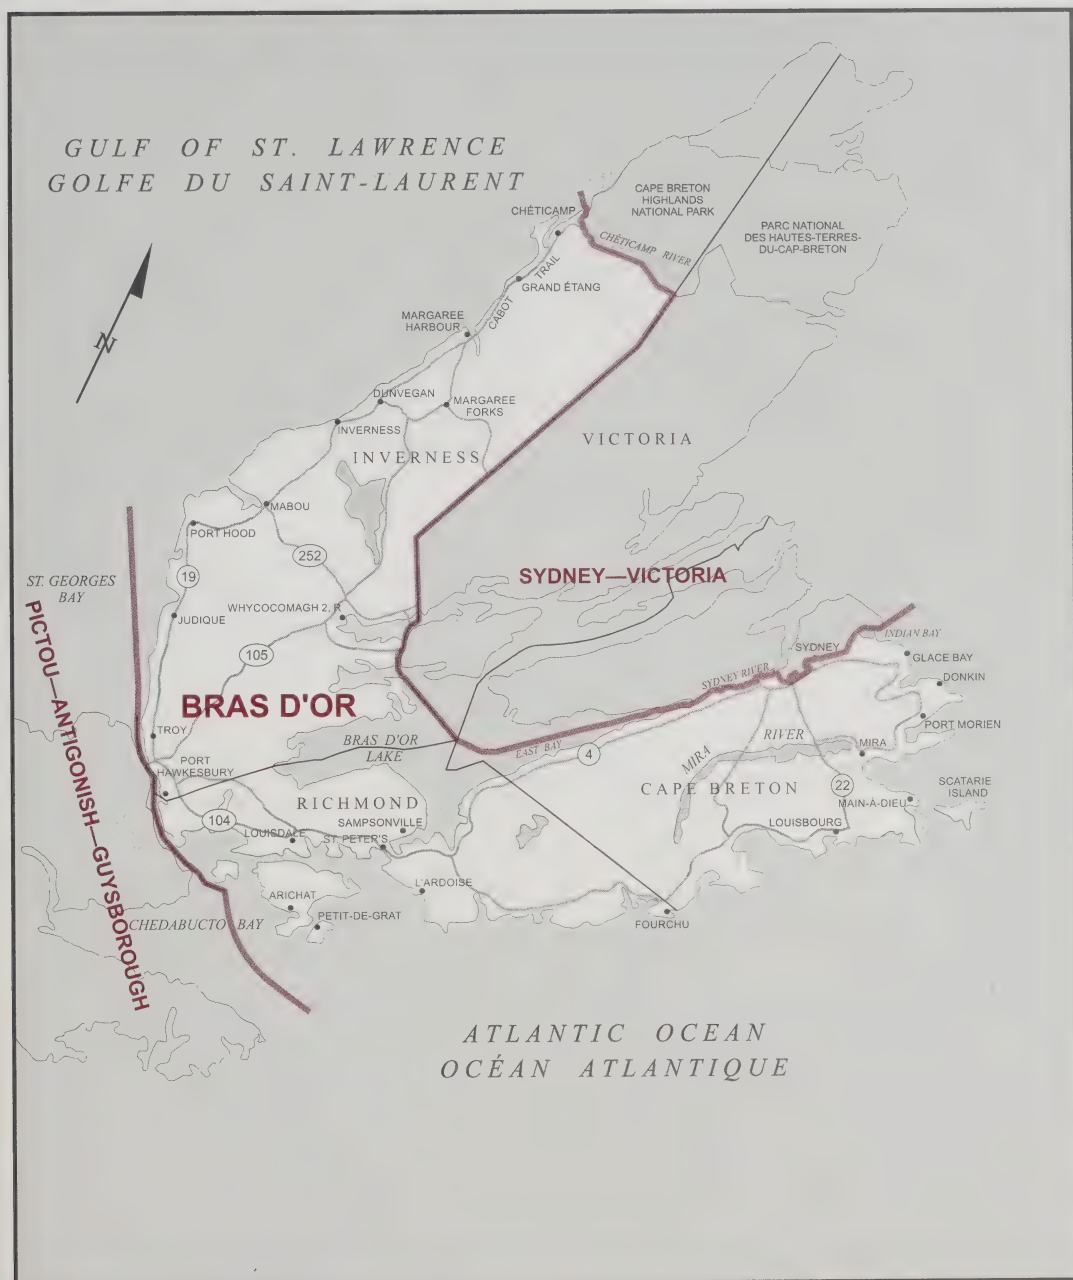 GULF OF ST. LAWRENCE
GOLFE DU SAINT-LAURENT
CAPE BRETON
HIGHLANDS
NATIONAL PARK
CHÉTICAMP
PARC NATIONAL
DES HAUTES-TERRES-
DU-CAP-BRETON
CHÉTICAMP RIVER
CABOT TRAIL
GRAND ÉTANG
MARGAREE
HARBOUR
N
DUNVEGAN
MARGAREE
FORKS
INVERNESS
INVERNESS
VICTORIA
MABOU
PORT HOOD
252
19
ST. GEORGES
BAY
SYDNEY—VICTORIA
WHYCOCOMAGH 2, R
JUDIQUE
PICTOU—ANTIGONISH—GUYSBOROUGH
105
INDIAN BAY
SYDNEY
GLACE BAY
SYDNEY RIVER
DONKIN
BRAS D'OR
PORT MORIEN
TROY
BRAS D'OR
LAKE
EAST BAY
4
MIRA RIVER
MIRA
PORT
HAWKESBURY
SCATARIE
ISLAND
CAPE BRETON
22
RICHMOND
MAIN-À-DIEU
104
SAMPSONVILLE
LOUISBOURG
LOUISDALE
ST. PETER'S
L'ARDOISE
ARICHAT
PETIT-DE-GRAT
CHEDABUCTO BAY
FOURCHU
ATLANTIC OCEAN
OCÉAN ATLANTIQUE